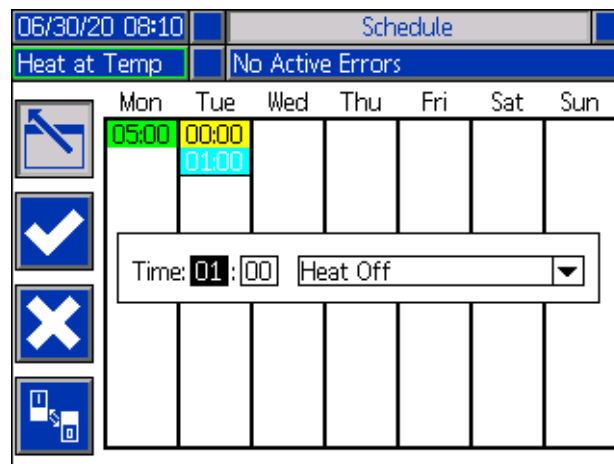 06/30/20 08:10 Schedule
Heat at Temp No Active Errors
Mon Tue Wed Thu Fri Sat Sun
05:00 00:00
01:00
Time: 01 : 00 Heat Off
I
0